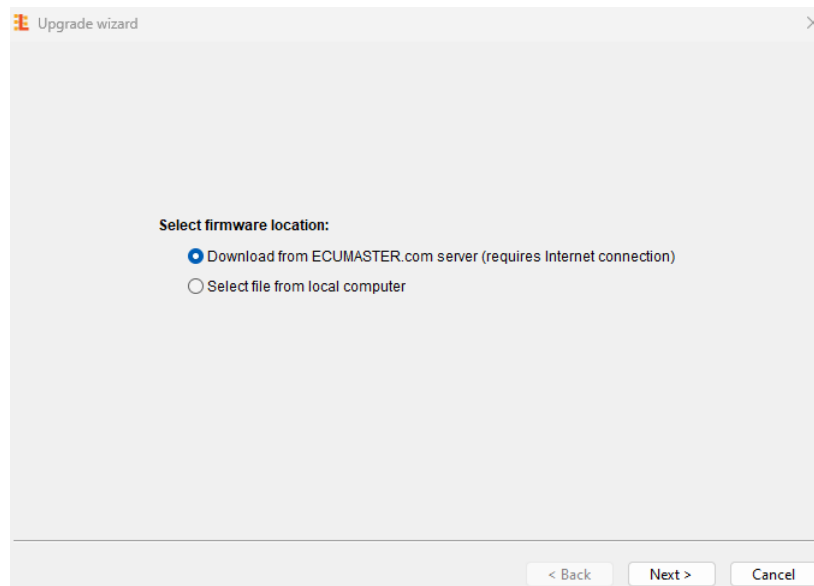 Upgrade wizard
Select firmware location:
Download from ECUMASTER.com server (requires Internet connection)
Select file from local computer
< Back Next > Cancel